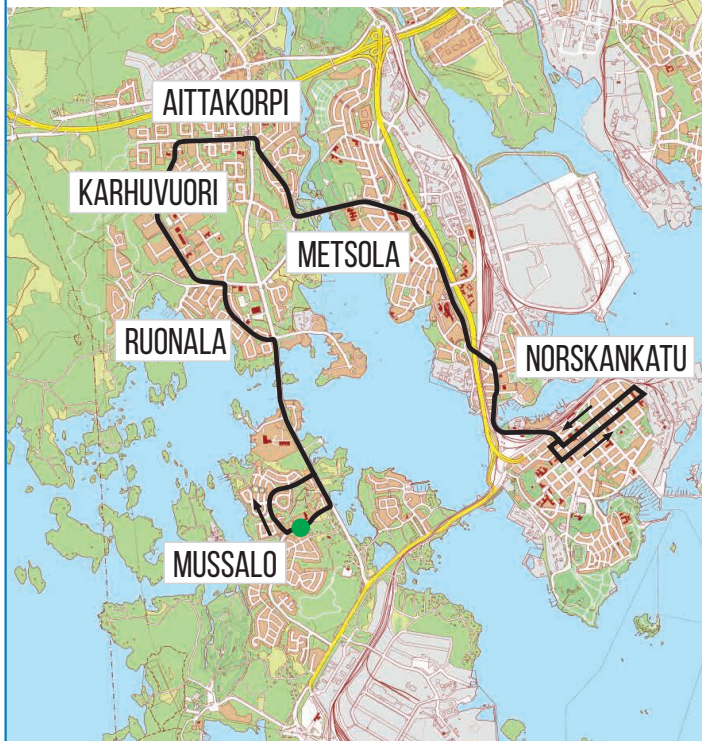 AITTAKORPI
KARHUVUORI
METSOLA
RUONALA
NORSKANKATU
MUSSALO